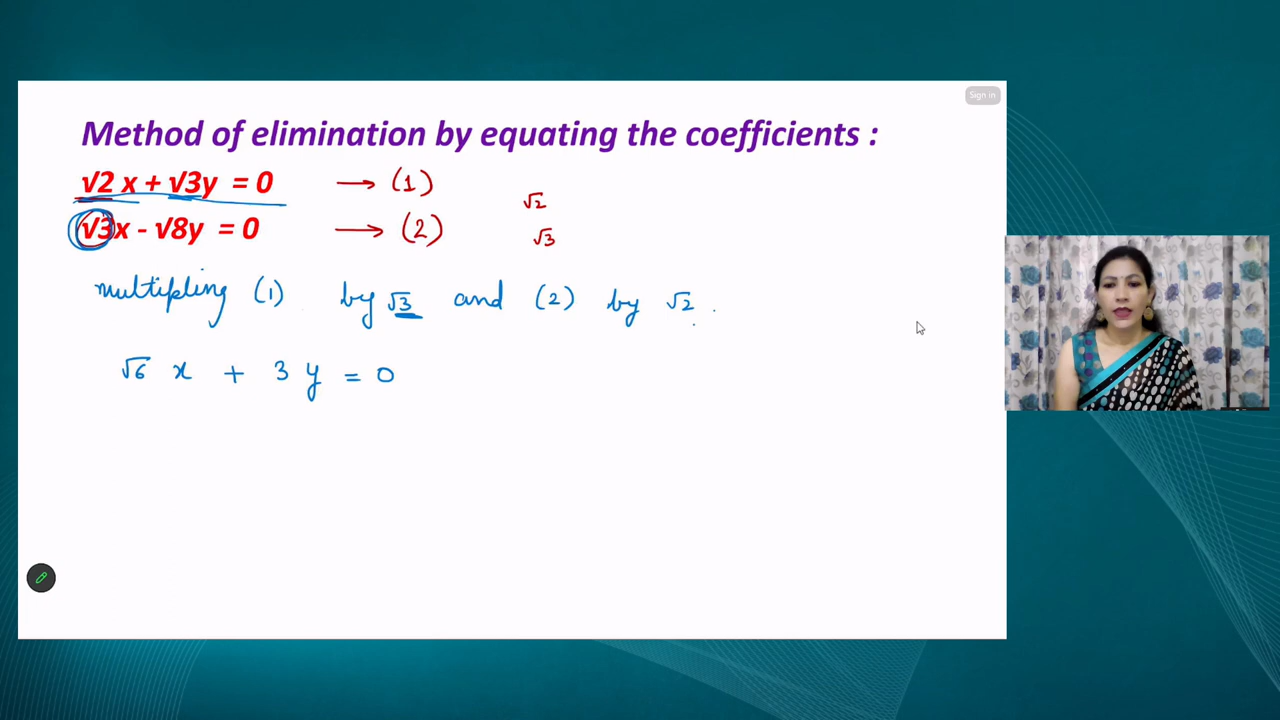 Sign in
Method of elimination by equating the coefficients :
√2 x + √3y = 0 → (1)
√2
√3x - √8y = 0 → (2)
√3
multipling (1) by √3 and (2) by √2 .
√6 x + 3 y = 0